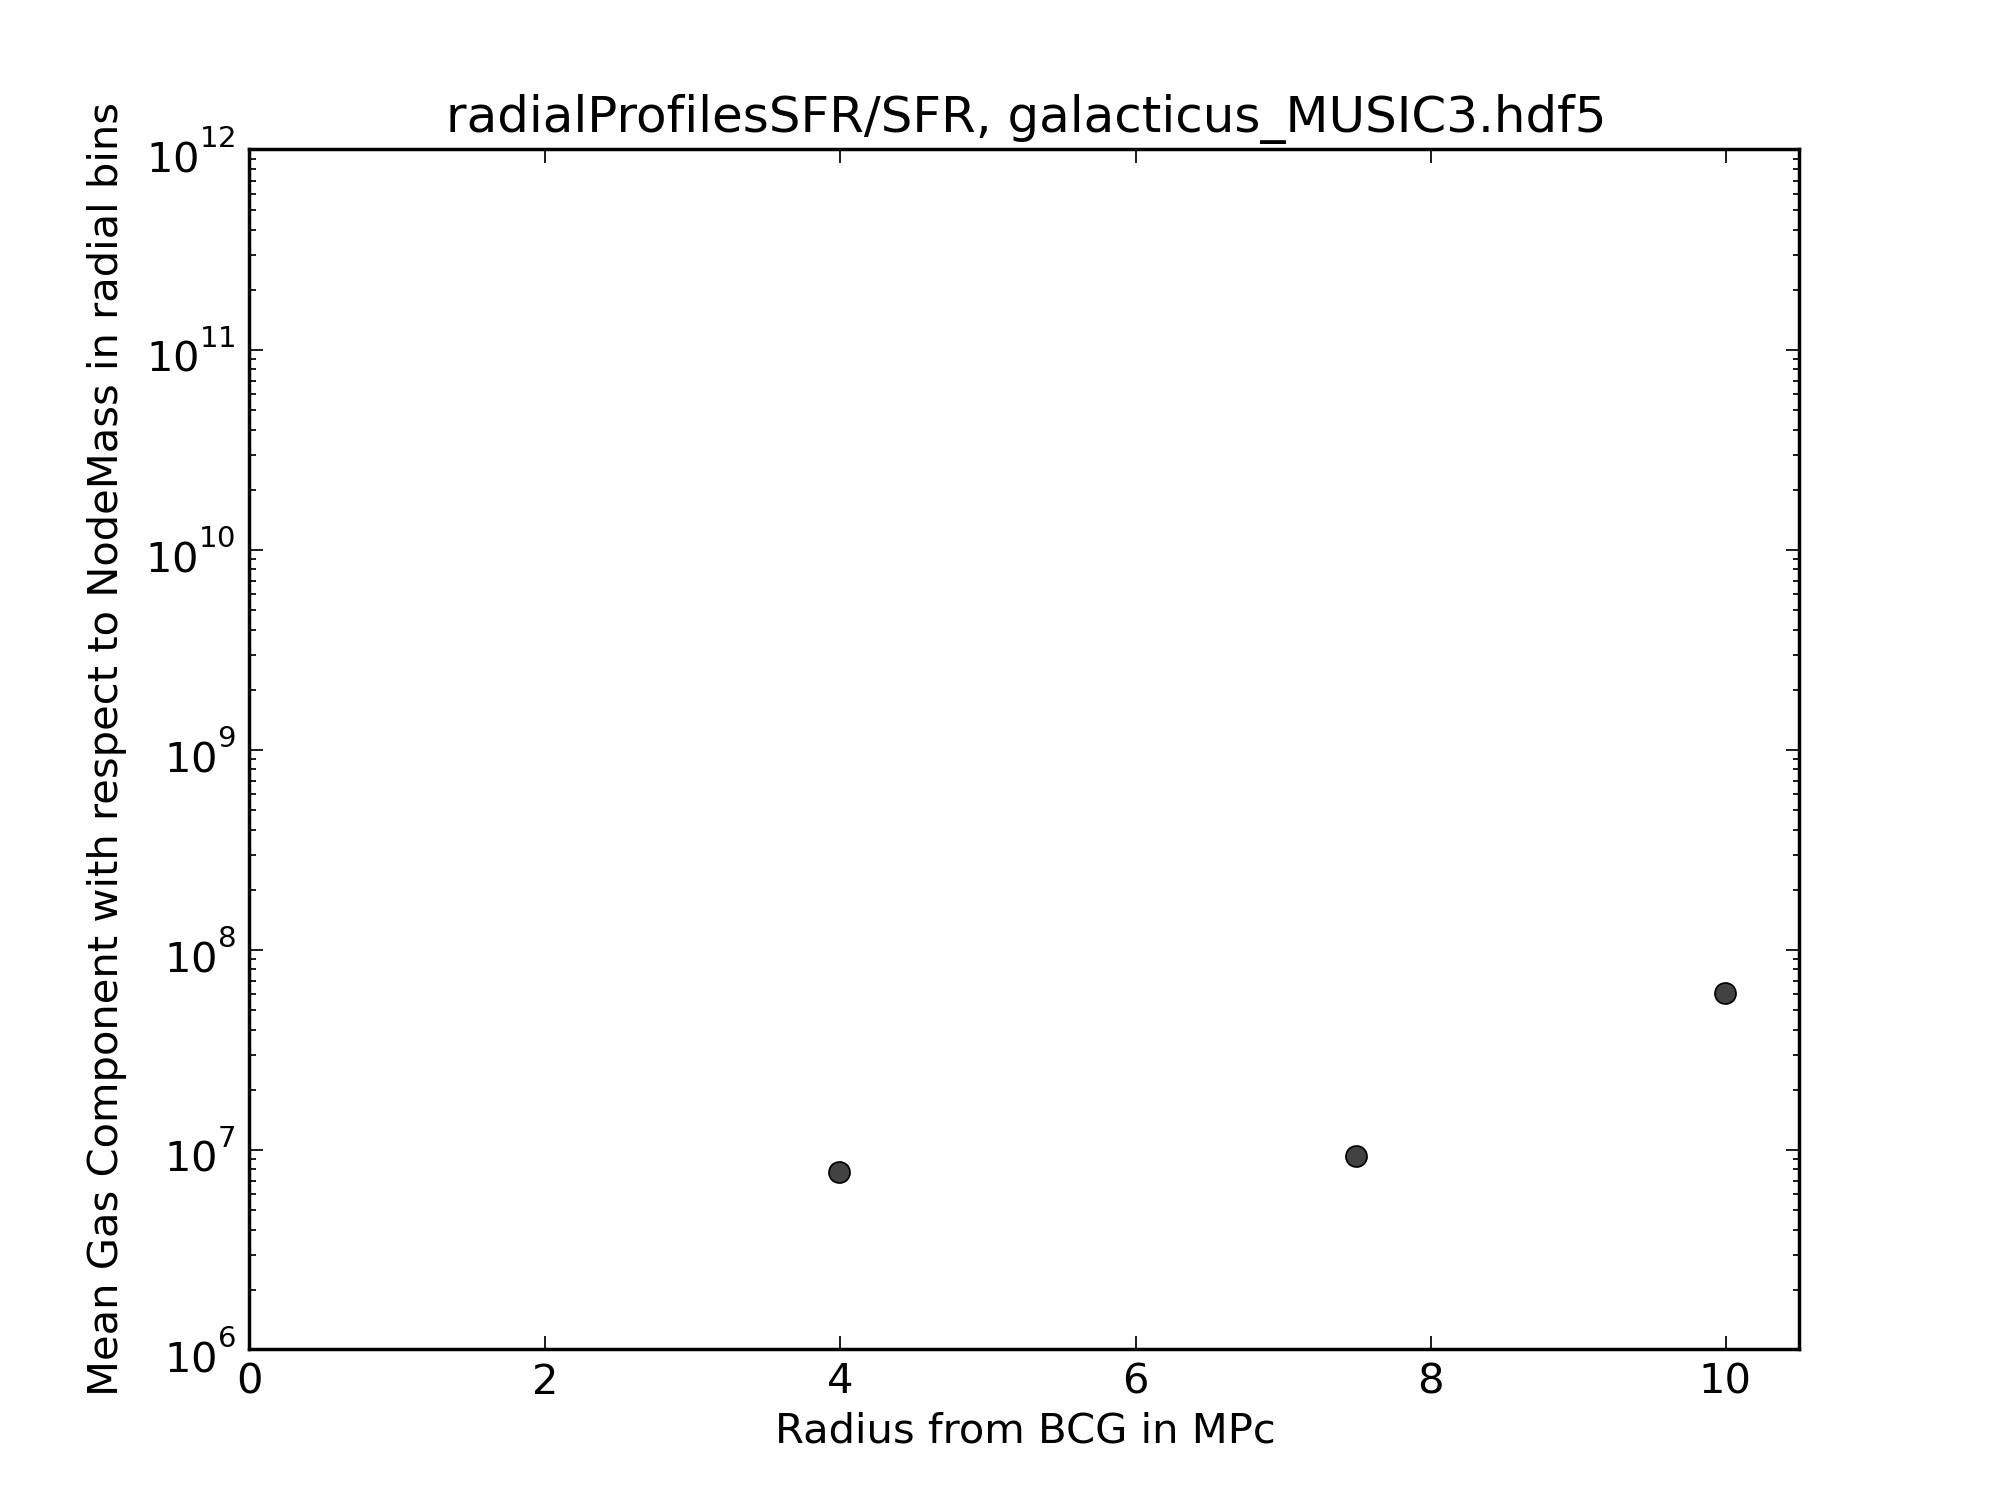 radialProfilesSFR/SFR, galacticus_MUSIC3.hdf5
Mean Gas Component with respect to NodeMass in radial bins
10^12
10^11
10^10
10^9
10^8
10^7
10^6
0 2 4 6 8 10
Radius from BCG in MPc